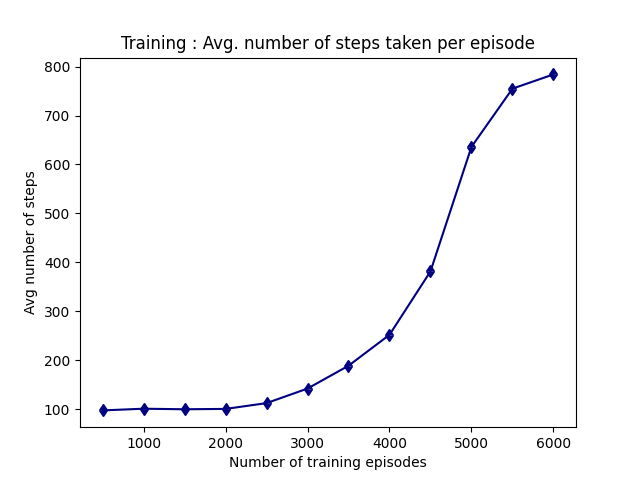 Training : Avg. number of steps taken per episode
800
700
600
500
400
300
200
100
Avg number of steps
1000 2000 3000 4000 5000 6000
Number of training episodes